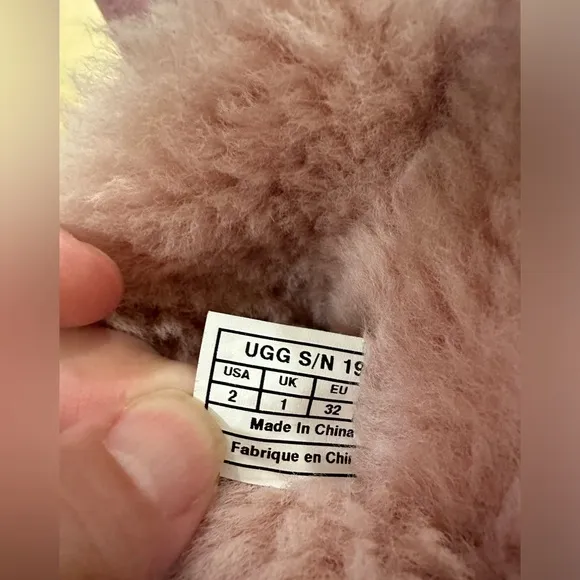 UGG S/N 19
USA UK EU
2 1 32
Made In China
Fabrique en Chi